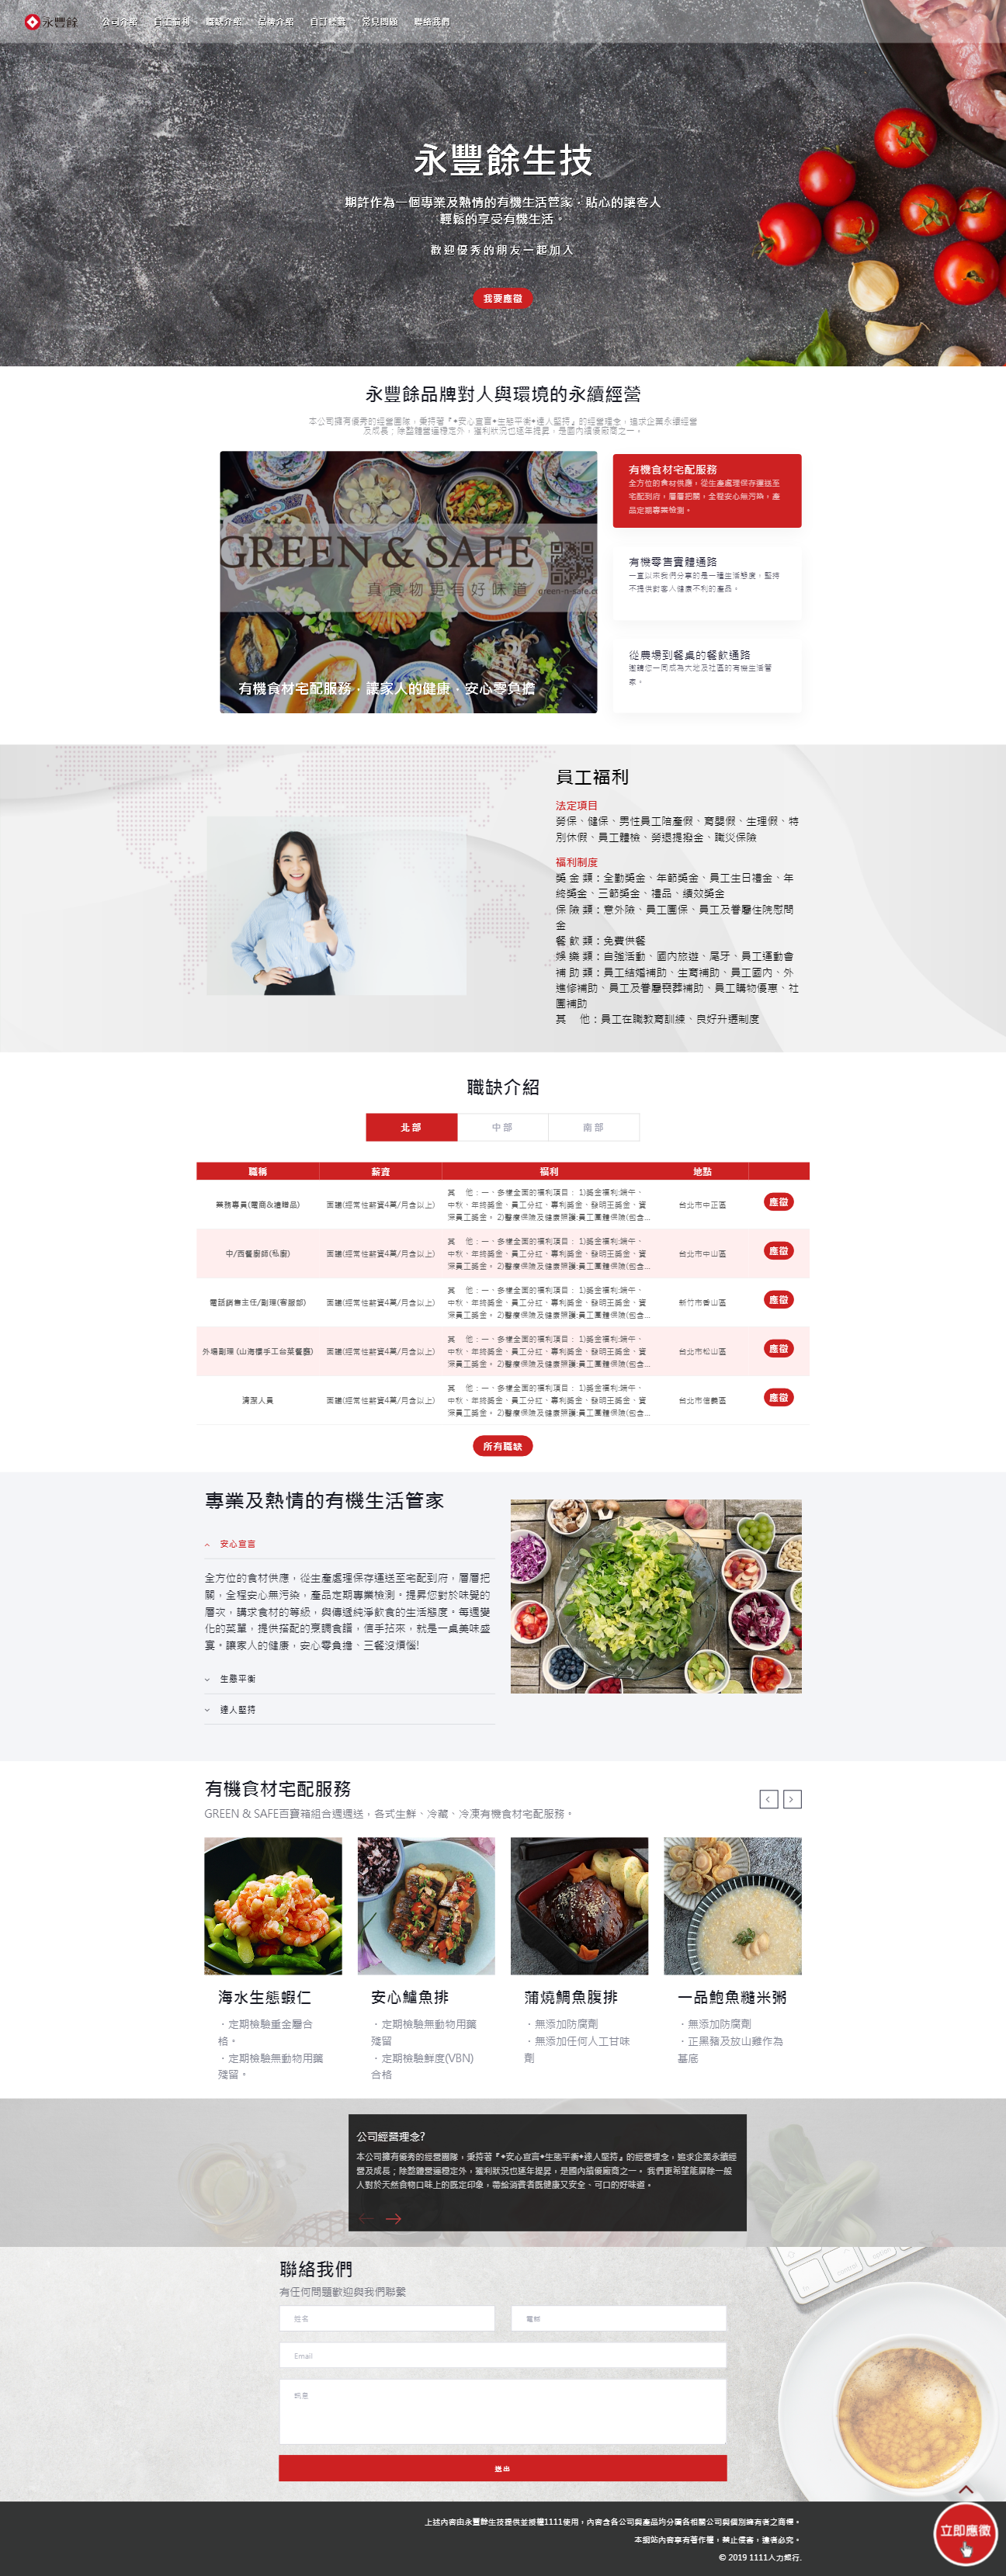 永豐餘 公司介紹 員工福利 職缺介紹 品牌介紹 自訂標籤 常見問題 聯絡我們
永豐餘生技
期許作為一個專業及熱情的有機生活管家，貼心的讓客人
輕鬆的享受有機生活。
歡迎優秀的朋友一起加入
我要應徵
永豐餘品牌對人與環境的永續經營
本公司擁有優秀的經營團隊，秉持著『•安心宣言•生態平衡•達人堅持』的經營理念，追求企業永續經營
及成長；除整體營運穩定外，獲利狀況也逐年提昇，是國內績優廠商之一。
GREEN & SAFE
真食物更有好味道
有機食材宅配服務，讓家人的健康，安心零負擔
有機食材宅配服務
全方位的食材供應，從生產處理保存運送至
宅配到府，層層把關，全程安心無污染，產
品定期專業檢測。
有機零售實體通路
一直以來我們分享的是一種生活態度，堅持
不提供對客人健康不利的產品。
從農場到餐桌的餐飲通路
邀請您一同成為大地及社區的有機生活管
家。
員工福利
法定項目
勞保、健保、男性員工陪產假、育嬰假、生理假、特
別休假、員工體檢、勞退提撥金、職災保險
福利制度
獎 金 類：全勤獎金、年節獎金、員工生日禮金、年
終獎金、三節獎金、禮品、績效獎金
保 險 類：意外險、員工團保、員工及眷屬住院慰問
金
餐 飲 類：免費供餐
娛 樂 類：自強活動、國內旅遊、尾牙、員工運動會
補 助 類：員工結婚補助、生育補助、員工國內、外
進修補助、員工及眷屬喪葬補助、員工購物優惠、社
團補助
其　 他：員工在職教育訓練、良好升遷制度
職缺介紹
北部 中部 南部
職稱 薪資 福利 地點
業務專員(電商&禮贈品) 面議(經常性薪資4萬/月含以上) 其　 他：一、多樣全面的福利項目： 1)獎金福利:端午、
中秋、年終獎金、員工分紅、專利獎金、發明王獎金、資
深員工獎金。 2)醫療保險及健康照護:員工團體保險(包含...
台北市中正區 應徵
中/西餐廚師(私廚) 面議(經常性薪資4萬/月含以上) 其　 他：一、多樣全面的福利項目： 1)獎金福利:端午、
中秋、年終獎金、員工分紅、專利獎金、發明王獎金、資
深員工獎金。 2)醫療保險及健康照護:員工團體保險(包含...
台北市中山區 應徵
電話銷售主任/副理(客服部) 面議(經常性薪資4萬/月含以上) 其　 他：一、多樣全面的福利項目： 1)獎金福利:端午、
中秋、年終獎金、員工分紅、專利獎金、發明王獎金、資
深員工獎金。 2)醫療保險及健康照護:員工團體保險(包含...
新竹市香山區 應徵
外場副理 (山海樓手工台菜餐廳) 面議(經常性薪資4萬/月含以上) 其　 他：一、多樣全面的福利項目： 1)獎金福利:端午、
中秋、年終獎金、員工分紅、專利獎金、發明王獎金、資
深員工獎金。 2)醫療保險及健康照護:員工團體保險(包含...
台北市松山區 應徵
清潔人員 面議(經常性薪資4萬/月含以上) 其　 他：一、多樣全面的福利項目： 1)獎金福利:端午、
中秋、年終獎金、員工分紅、專利獎金、發明王獎金、資
深員工獎金。 2)醫療保險及健康照護:員工團體保險(包含...
台北市信義區 應徵
所有職缺
專業及熱情的有機生活管家
安心宣言
全方位的食材供應，從生產處理保存運送至宅配到府，層層把
關，全程安心無污染，產品定期專業檢測。提昇您對於味覺的
層次，講求食材的等級，與傳遞純淨飲食的生活態度。每週變
化的菜單，提供搭配的烹調食譜，信手拈來，就是一桌美味盛
宴。讓家人的健康，安心零負擔、三餐沒煩惱!
生態平衡
達人堅持
有機食材宅配服務
GREEN & SAFE百寶箱組合週週送，各式生鮮、冷藏、冷凍有機食材宅配服務。
海水生態蝦仁
・定期檢驗重金屬合
格。
・定期檢驗無動物用藥
殘留。
安心鱸魚排
・定期檢驗無動物用藥
殘留
・定期檢驗鮮度(VBN)
合格
蒲燒鯛魚腹排
・無添加防腐劑
・無添加任何人工甘味
劑
一品鮑魚糙米粥
・無添加防腐劑
・正黑豬及放山雞作為
基底
公司經營理念?
本公司擁有優秀的經營團隊，秉持著『•安心宣言•生態平衡•達人堅持』的經營理念，追求企業永續經
營及成長；除整體營運穩定外，獲利狀況也逐年提昇，是國內績優廠商之一。 我們更希望能屏除一般
人對於天然食物口味上的既定印象，帶給消費者既健康又安全、可口的好味道。
聯絡我們
有任何問題歡迎與我們聯繫
姓名 電話
Email
訊息
送出
上述內容由永豐餘生技提供並授權1111使用，內容含各公司與產品均分屬各相關公司與個別擁有者之商標。
本網站內容享有著作權，禁止侵害，違者必究。
© 2019 1111人力銀行.
立即應徵